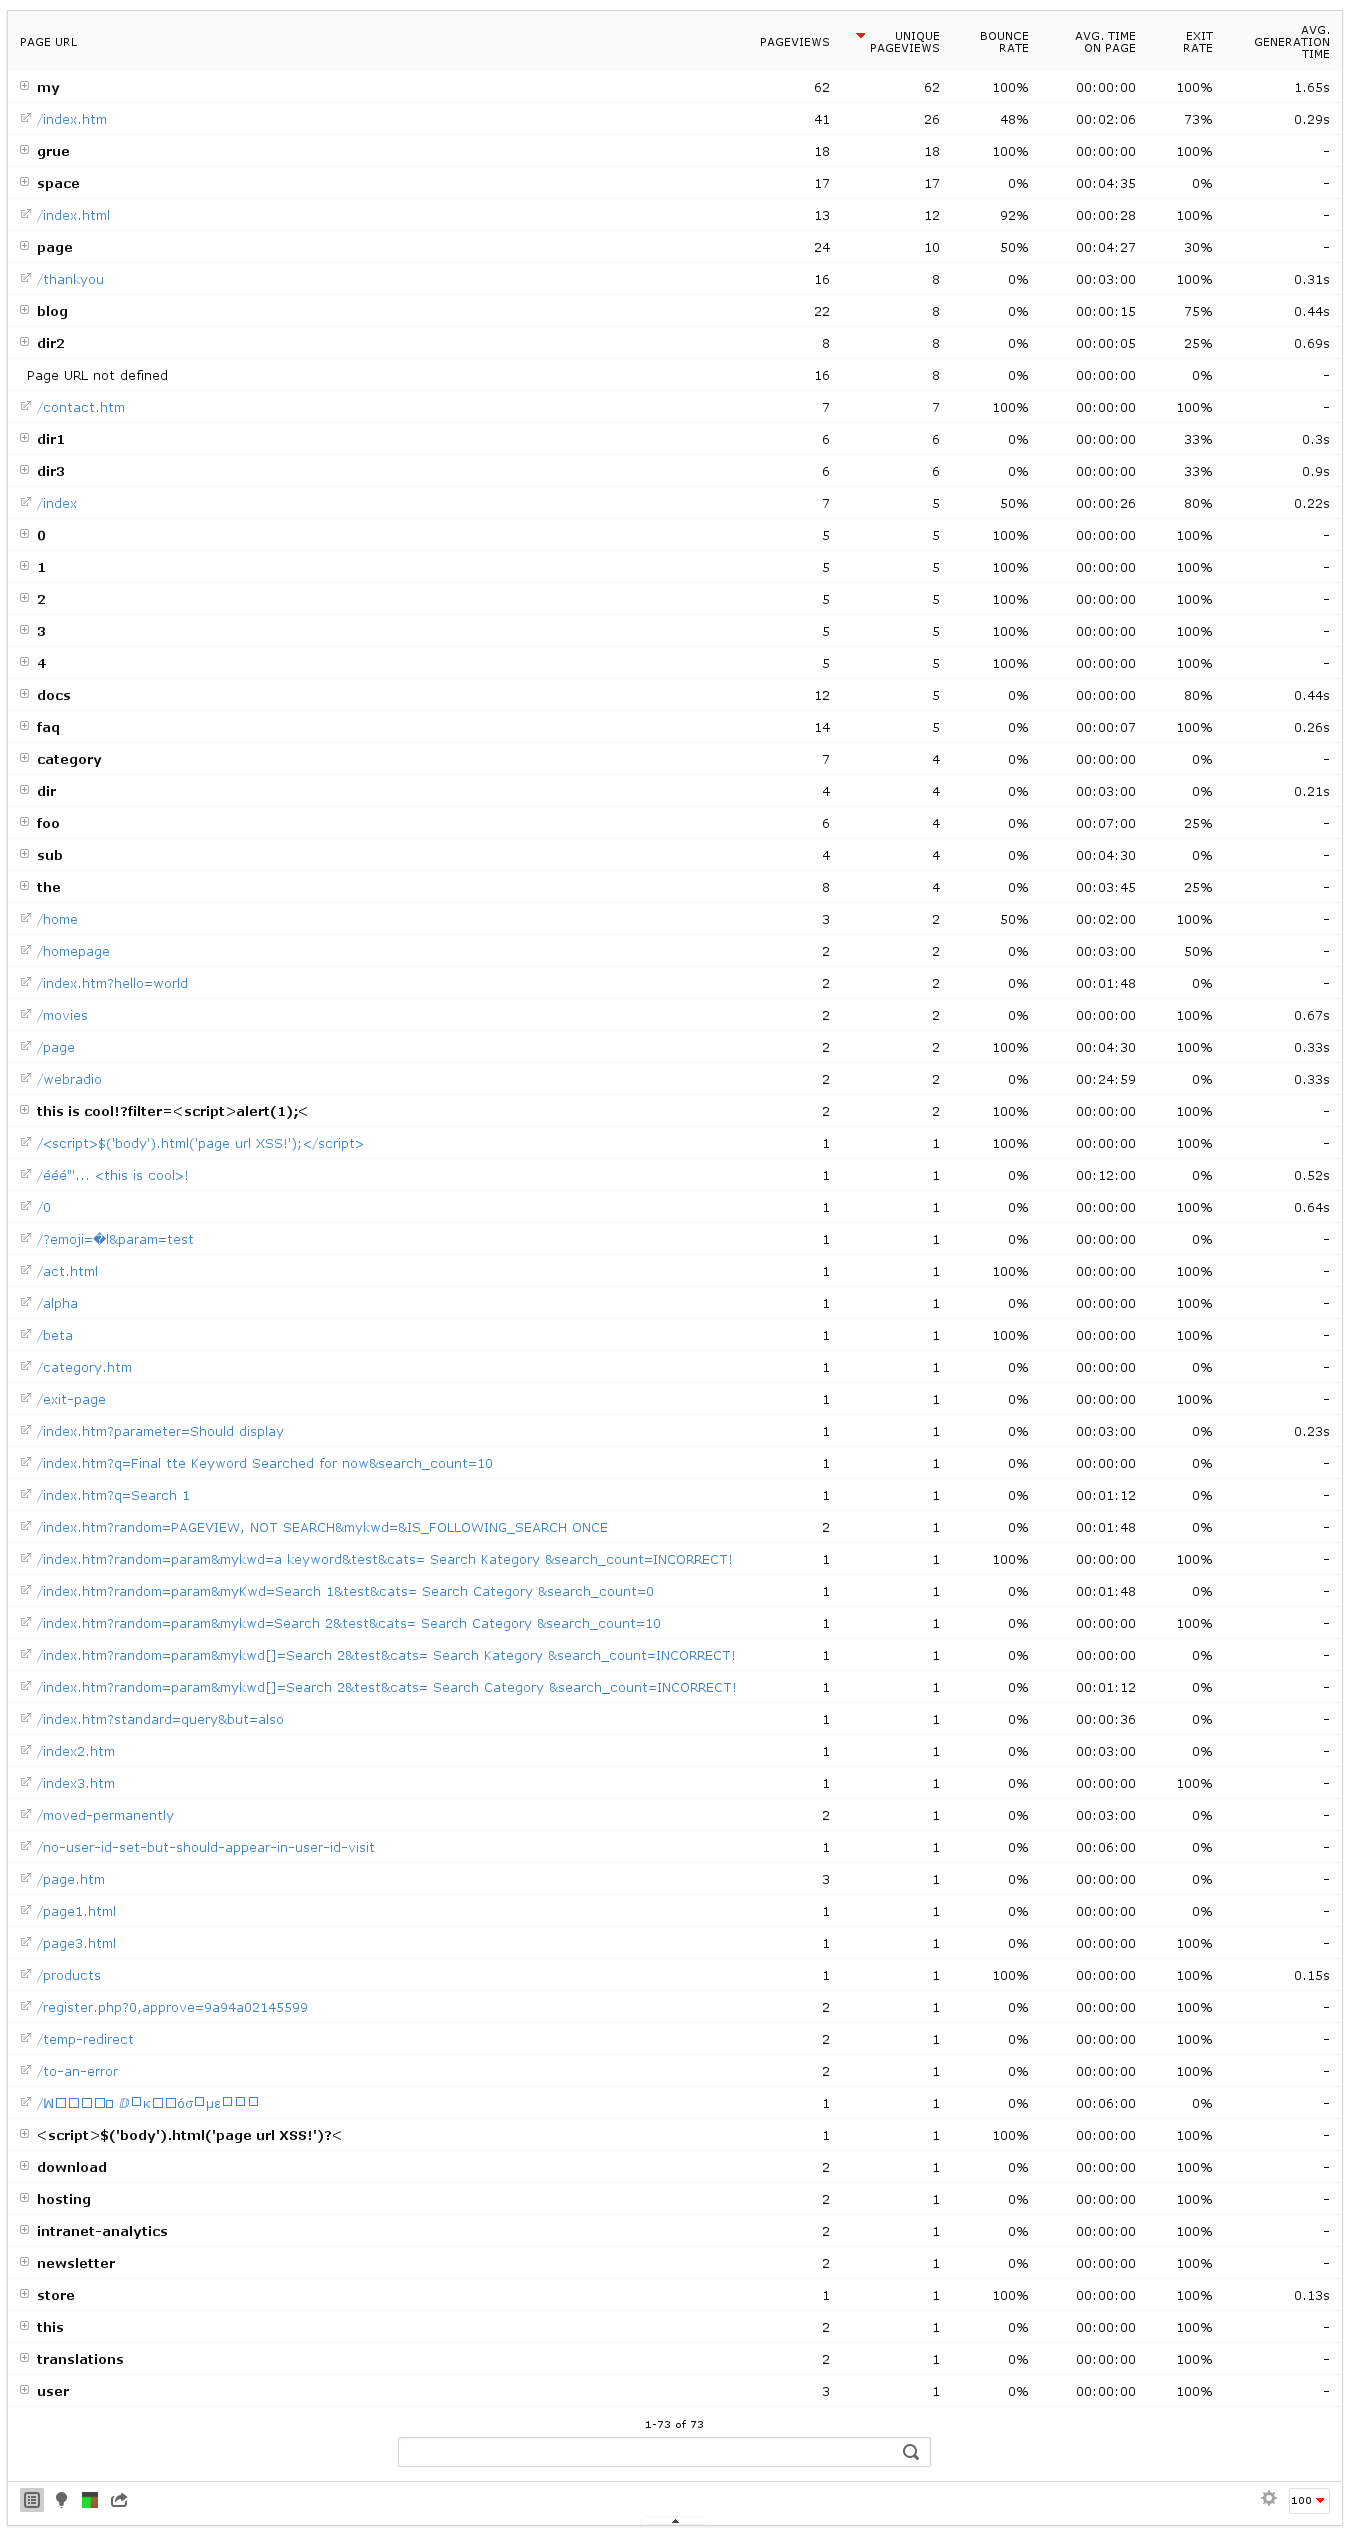 PAGE URL PAGEVIEWS UNIQUE PAGEVIEWS BOUNCE RATE AVG. TIME ON PAGE EXIT RATE AVG. GENERATION TIME
my 62 62 100% 00:00:00 100% 1.65s
/index.htm 41 26 48% 00:02:06 73% 0.29s
grue 18 18 100% 00:00:00 100% -
space 17 17 0% 00:04:35 0% -
/index.html 13 12 92% 00:00:28 100% -
page 24 10 50% 00:04:27 30% -
/thankyou 16 8 0% 00:03:00 100% 0.31s
blog 22 8 0% 00:00:15 75% 0.44s
dir2 8 8 0% 00:00:05 25% 0.69s
Page URL not defined 16 8 0% 00:00:00 0% -
/contact.htm 7 7 100% 00:00:00 100% -
dir1 6 6 0% 00:00:00 33% 0.3s
dir3 6 6 0% 00:00:00 33% 0.9s
/index 7 5 50% 00:00:26 80% 0.22s
0 5 5 100% 00:00:00 100% -
1 5 5 100% 00:00:00 100% -
2 5 5 100% 00:00:00 100% -
3 5 5 100% 00:00:00 100% -
4 5 5 100% 00:00:00 100% -
docs 12 5 0% 00:00:00 80% 0.44s
faq 14 5 0% 00:00:07 100% 0.26s
category 7 4 0% 00:00:00 0% -
dir 4 4 0% 00:03:00 0% 0.21s
foo 6 4 0% 00:07:00 25% -
sub 4 4 0% 00:04:30 0% -
the 8 4 0% 00:03:45 25% -
/home 3 2 50% 00:02:00 100% -
/homepage 2 2 0% 00:03:00 50% -
/index.htm?hello=world 2 2 0% 00:01:48 0% -
/movies 2 2 0% 00:00:00 100% 0.67s
/page 2 2 100% 00:04:30 100% 0.33s
/webradio 2 2 0% 00:24:59 0% 0.33s
this is cool!?filter=<script>alert(1);< 2 2 100% 00:00:00 100% -
/<script>$('body').html('page url XSS!');</script> 1 1 100% 00:00:00 100% -
/ééé"'... <this is cool>! 1 1 0% 00:12:00 0% 0.52s
/0 1 1 0% 00:00:00 100% 0.64s
/?emoji=�l&param=test 1 1 0% 00:00:00 0% -
/act.html 1 1 100% 00:00:00 100% -
/alpha 1 1 0% 00:00:00 100% -
/beta 1 1 100% 00:00:00 100% -
/category.htm 1 1 0% 00:00:00 0% -
/exit-page 1 1 0% 00:00:00 100% -
/index.htm?parameter=Should display 1 1 0% 00:03:00 0% 0.23s
/index.htm?q=Final tte Keyword Searched for now&search_count=10 1 1 0% 00:00:00 0% -
/index.htm?q=Search 1 1 1 0% 00:01:12 0% -
/index.htm?random=PAGEVIEW, NOT SEARCH&mykwd=&IS_FOLLOWING_SEARCH ONCE 2 1 0% 00:01:48 0% -
/index.htm?random=param&mykwd=a keyword&test&cats= Search Kategory &search_count=INCORRECT! 1 1 100% 00:00:00 100% -
/index.htm?random=param&myKwd=Search 1&test&cats= Search Category &search_count=0 1 1 0% 00:01:48 0% -
/index.htm?random=param&mykwd=Search 2&test&cats= Search Category &search_count=10 1 1 0% 00:00:00 100% -
/index.htm?random=param&mykwd[]=Search 2&test&cats= Search Kategory &search_count=INCORRECT! 1 1 0% 00:00:00 0% -
/index.htm?random=param&mykwd[]=Search 2&test&cats= Search Category &search_count=INCORRECT! 1 1 0% 00:01:12 0% -
/index.htm?standard=query&but=also 1 1 0% 00:00:36 0% -
/index2.htm 1 1 0% 00:03:00 0% -
/index3.htm 1 1 0% 00:00:00 100% -
/moved-permanently 2 1 0% 00:03:00 0% -
/no-user-id-set-but-should-appear-in-user-id-visit 1 1 0% 00:06:00 0% -
/page.htm 3 1 0% 00:00:00 0% -
/page1.html 1 1 0% 00:00:00 0% -
/page3.html 1 1 0% 00:00:00 100% -
/products 1 1 100% 00:00:00 100% 0.15s
/register.php?0,approve=9a94a02145599 2 1 0% 00:00:00 100% -
/temp-redirect 2 1 0% 00:00:00 100% -
/to-an-error 2 1 0% 00:00:00 100% -
1 1 0% 00:06:00 0% -
<script>$('body').html('page url XSS!')?< 1 1 100% 00:00:00 100% -
download 2 1 0% 00:00:00 100% -
hosting 2 1 0% 00:00:00 100% -
intranet-analytics 2 1 0% 00:00:00 100% -
newsletter 2 1 0% 00:00:00 100% -
store 1 1 100% 00:00:00 100% 0.13s
this 2 1 0% 00:00:00 100% -
translations 2 1 0% 00:00:00 100% -
user 3 1 0% 00:00:00 100% -
1-73 of 73
100